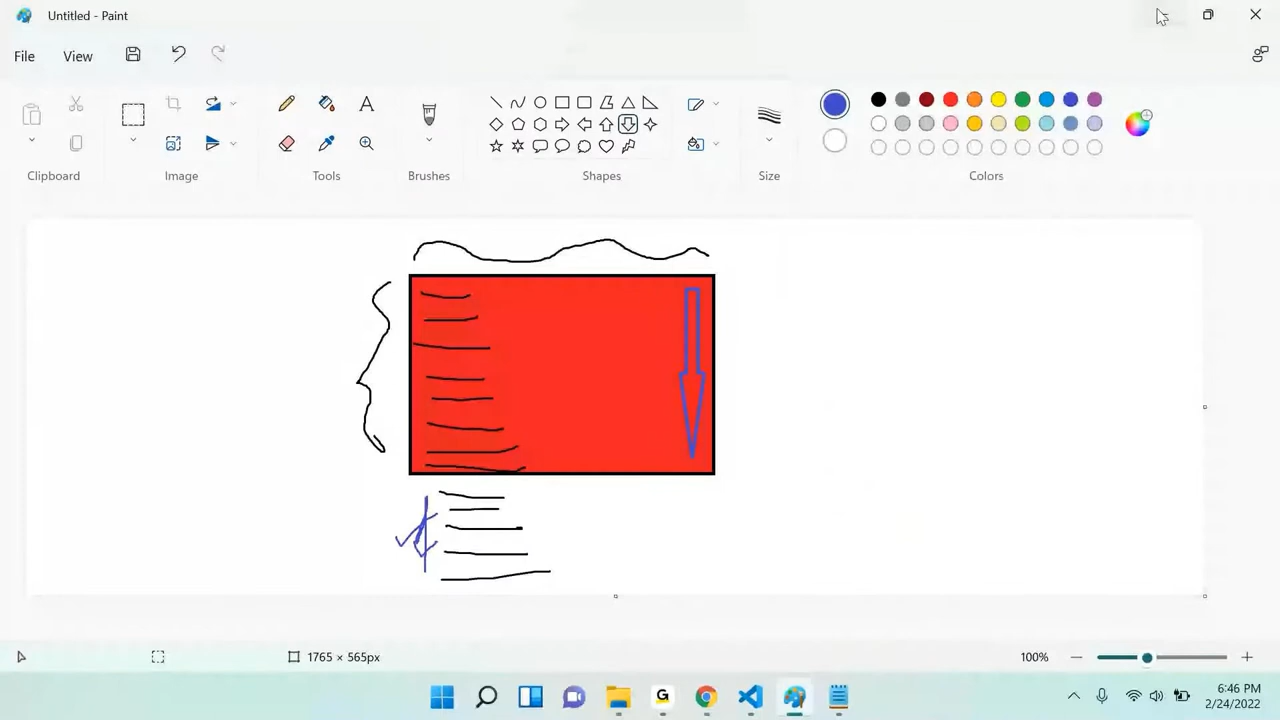 Untitled - Paint
File View
Clipboard Image Tools Brushes Shapes Size Colors
1765 × 565px 100%
6:46 PM
2/24/2022